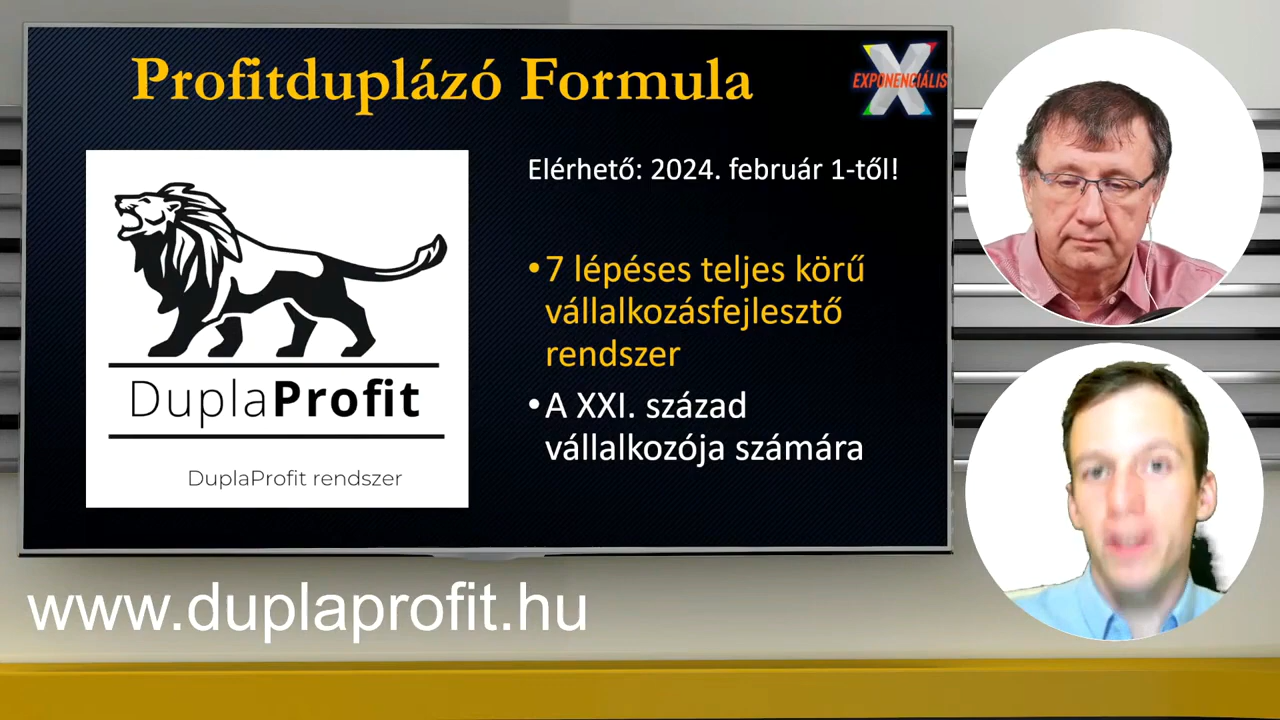 Profitduplázó Formula
EXPONENCIÁLIS
Elérhető: 2024. február 1-től!
•7 lépéses teljes körű
vállalkozásfejlesztő
rendszer
•A XXI. század
vállalkozója számára
DuplaProfit
DuplaProfit rendszer
www.duplaprofit.hu